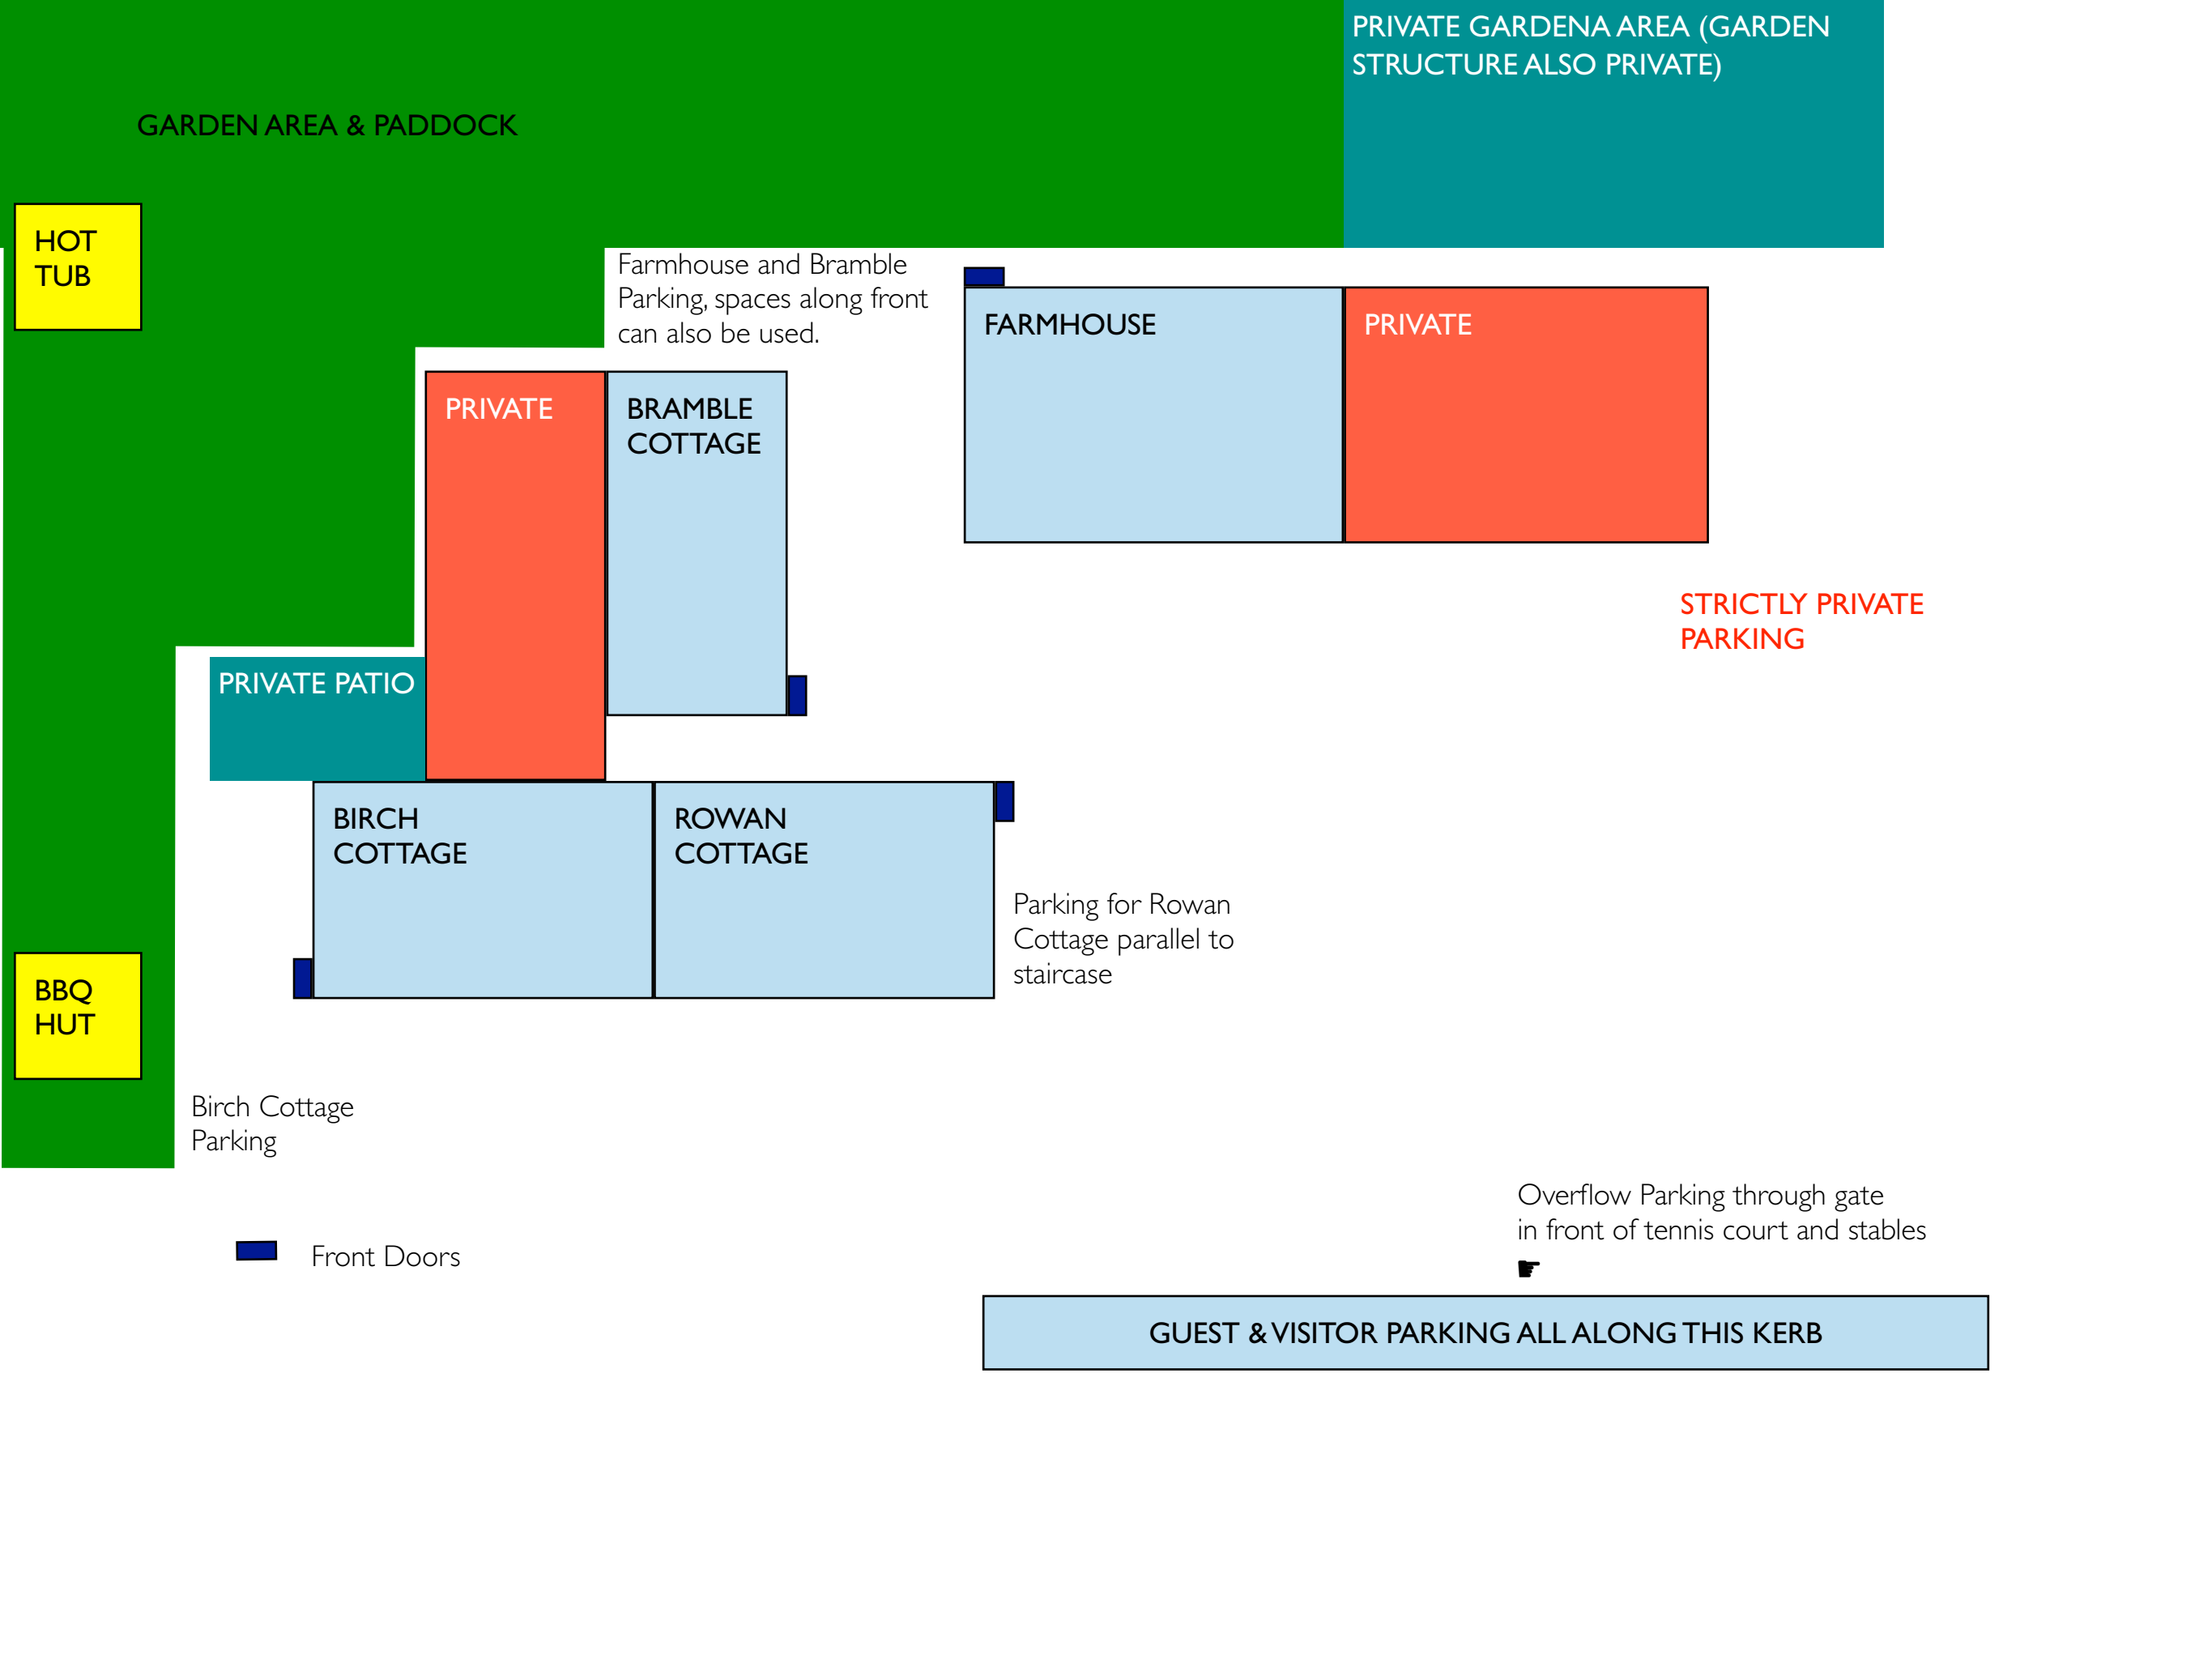 PRIVATE GARDENA AREA (GARDEN
STRUCTURE ALSO PRIVATE)
GARDEN AREA & PADDOCK
HOT
TUB
Farmhouse and Bramble
Parking, spaces along front
can also be used.
FARMHOUSE
PRIVATE
PRIVATE
BRAMBLE
COTTAGE
STRICTLY PRIVATE
PARKING
PRIVATE PATIO
BIRCH
COTTAGE
ROWAN
COTTAGE
Parking for Rowan
Cottage parallel to
staircase
BBQ
HUT
Birch Cottage
Parking
Overflow Parking through gate
in front of tennis court and stables
☛
Front Doors
GUEST & VISITOR PARKING ALL ALONG THIS KERB